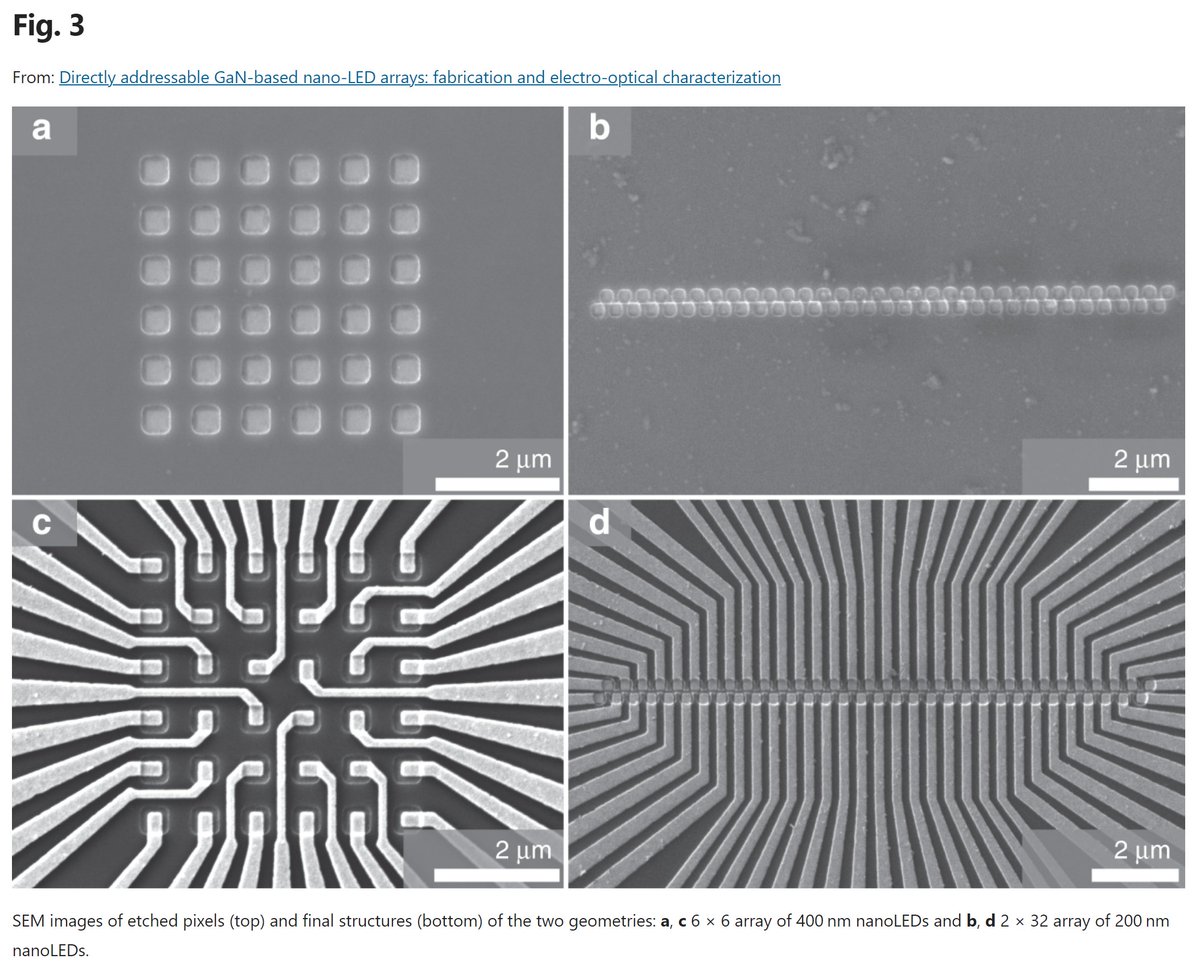 Fig. 3
From: Directly addressable GaN-based nano-LED arrays: fabrication and electro-optical characterization
a
b
2 μm
2 μm
c
d
2 μm
2 μm
SEM images of etched pixels (top) and final structures (bottom) of the two geometries: a, c 6 × 6 array of 400 nm nanoLEDs and b, d 2 × 32 array of 200 nm
nanoLEDs.